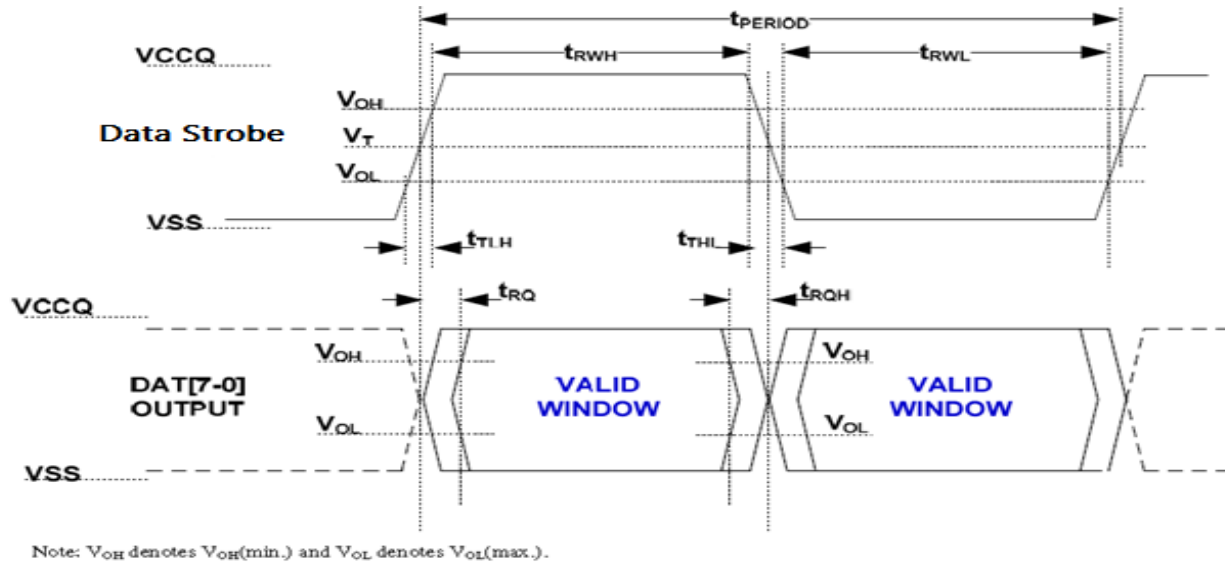 tPERIOD
VCCQ
tRWH
tRWL
VOH
Data Strobe
VT
VOL
VSS
tTLH
tTHL
tRQ
tRQH
VCCQ
VOH
VOH
DAT[7-0]
OUTPUT
VALID
WINDOW
VALID
WINDOW
VOL
VOL
VSS
Note: VOH denotes VOH(min.) and VOL denotes VOL(max.).